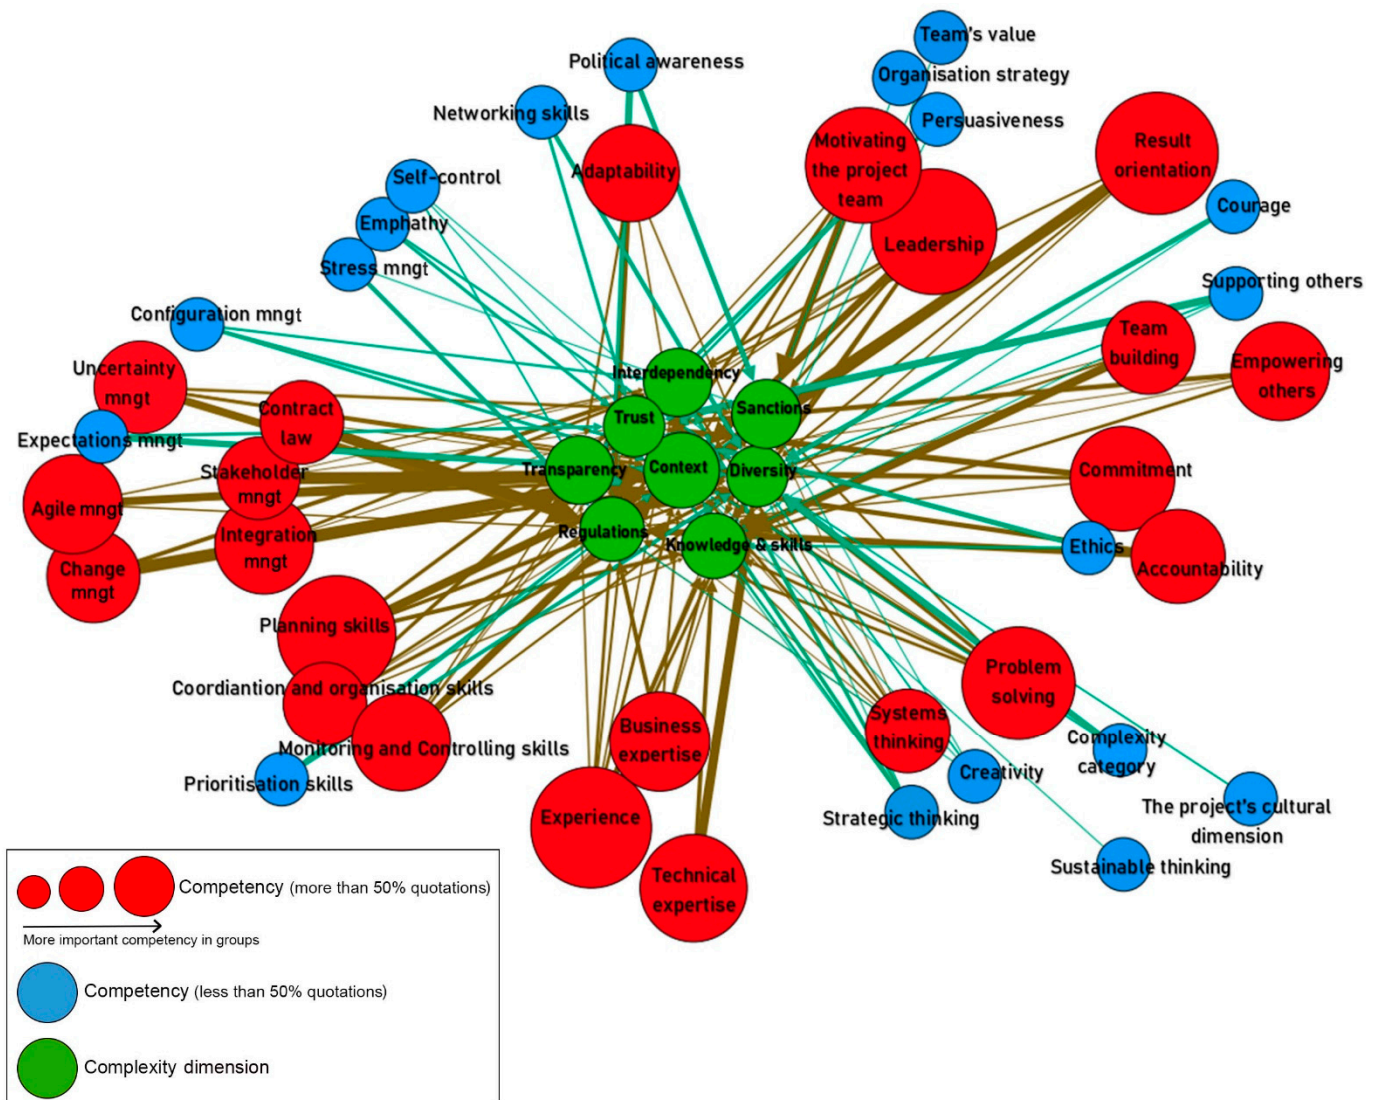 Team's value
Political awareness
Organisation strategy
Networking skills
Persuasiveness
Motivating
the project
team
Result
orientation
Adaptability
Self-control
Courage
Emphathy
Leadership
Stress mngt
Supporting others
Configuration mngt
Team
building
Uncertainty
mngt
Empowering
others
Interdependency
Contract
law
Trust
Sanctions
Expectations mngt
Stakeholder
mngt
Transparency
Context
Diversity
Commitment
Agile mngt
Integration
mngt
Regulations
Knowledge & skills
Ethics
Change
mngt
Accountability
Planning skills
Problem
solving
Coordiantion and organisation skills
Systems
thinking
Business
expertise
Complexity
category
Monitoring and Controlling skills
Prioritisation skills
Creativity
Experience
Strategic thinking
The project's cultural
dimension
Technical
expertise
Sustainable thinking
Competency (more than 50% quotations)
More important competency in groups
Competency (less than 50% quotations)
Complexity dimension